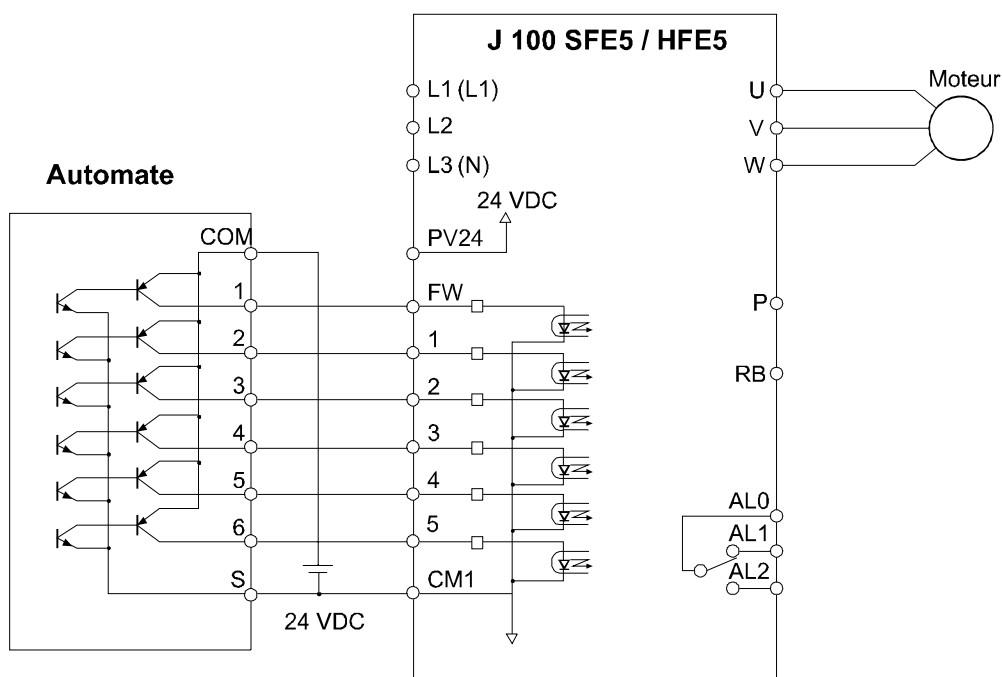 J 100 SFE5 / HFE5
L1 (L1)
L2
L3 (N)
U
V
W
Moteur
Automate
24 VDC
PV24
COM
1
2
3
4
5
6
S
FW
1
2
3
4
5
CM1
24 VDC
P
RB
AL0
AL1
AL2